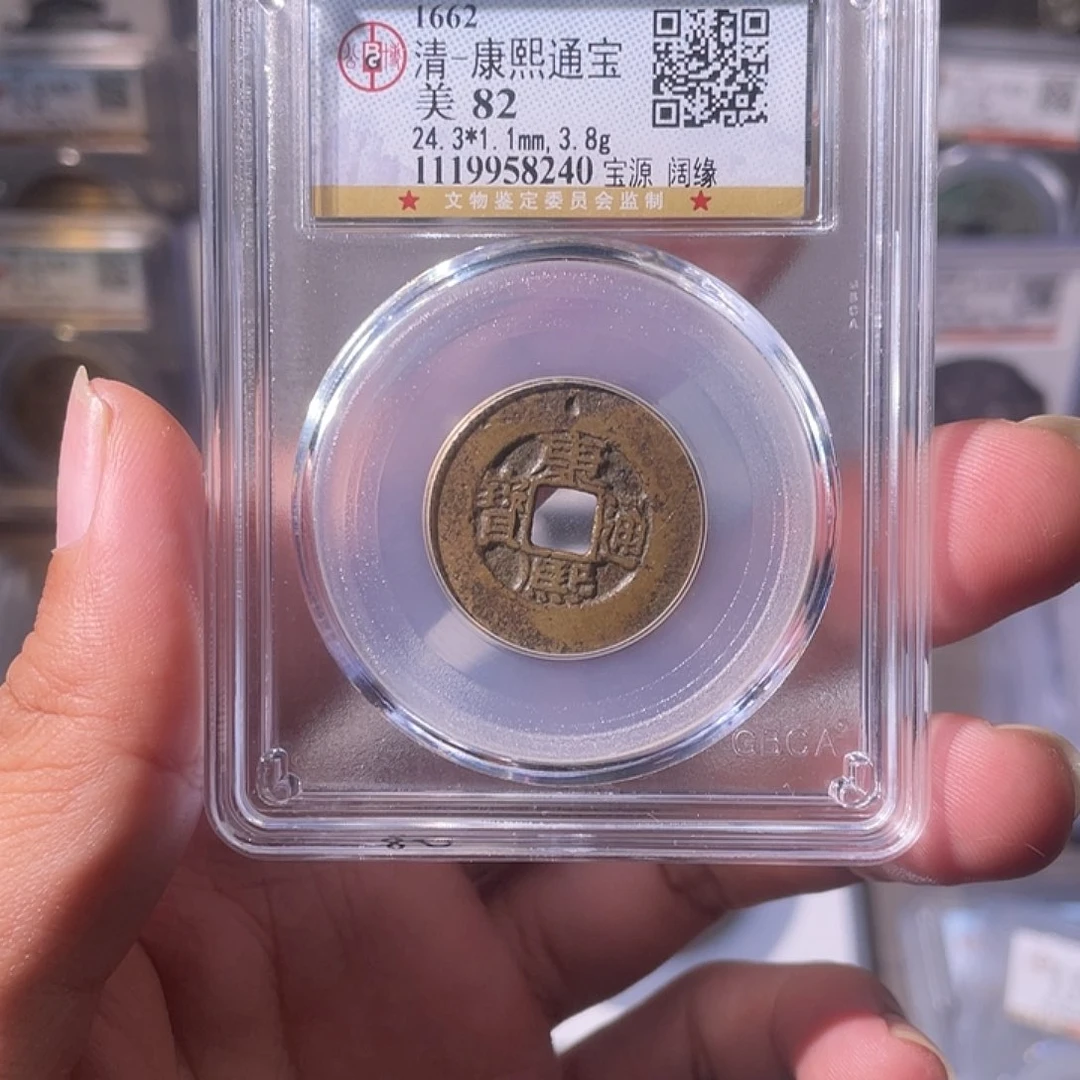 1662
清-康熙通宝
美 82
24.3*1.1mm, 3.8g
1119958240 宝源 阔缘
★ 文物鉴定委员会监制 ★
康熙通寶
GBCA
82